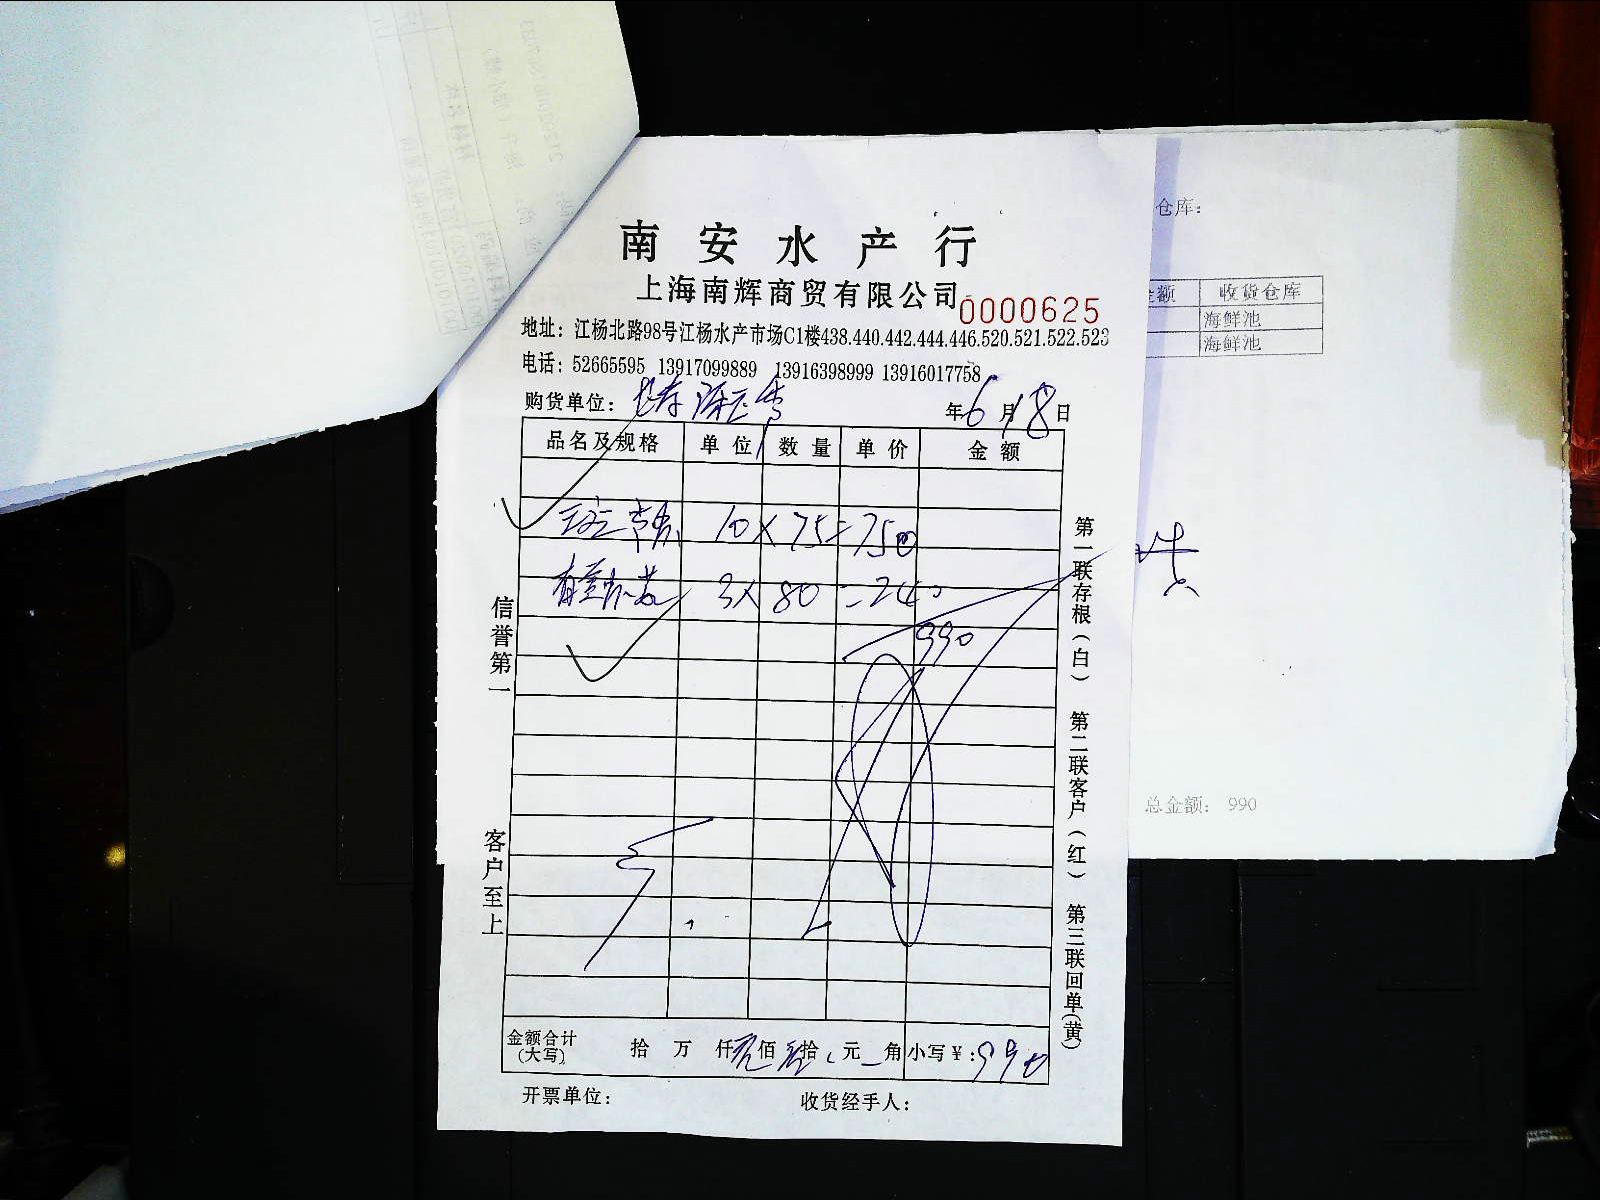 南安水产行
上海南辉商贸有限公司
0000625
地址：江杨北路98号江杨水产市场C1楼438.440.442.444.446.520.521.522.523
电话：52665595 13917099889 13916398999 13916017758
购货单位：
年6月18日
品名及规格 单位 数量 单价 金额
10×75=750
3×80=240
990
金额合计（大写） 拾 万 仟 佰 拾 元 角 小写￥：990
开票单位： 收货经手人：
信誉第一 客户至上
第一联存根（白） 第二联客户（红） 第三联回单（黄）
仓库：
金额 收货仓库
海鲜池
海鲜池
总金额： 990